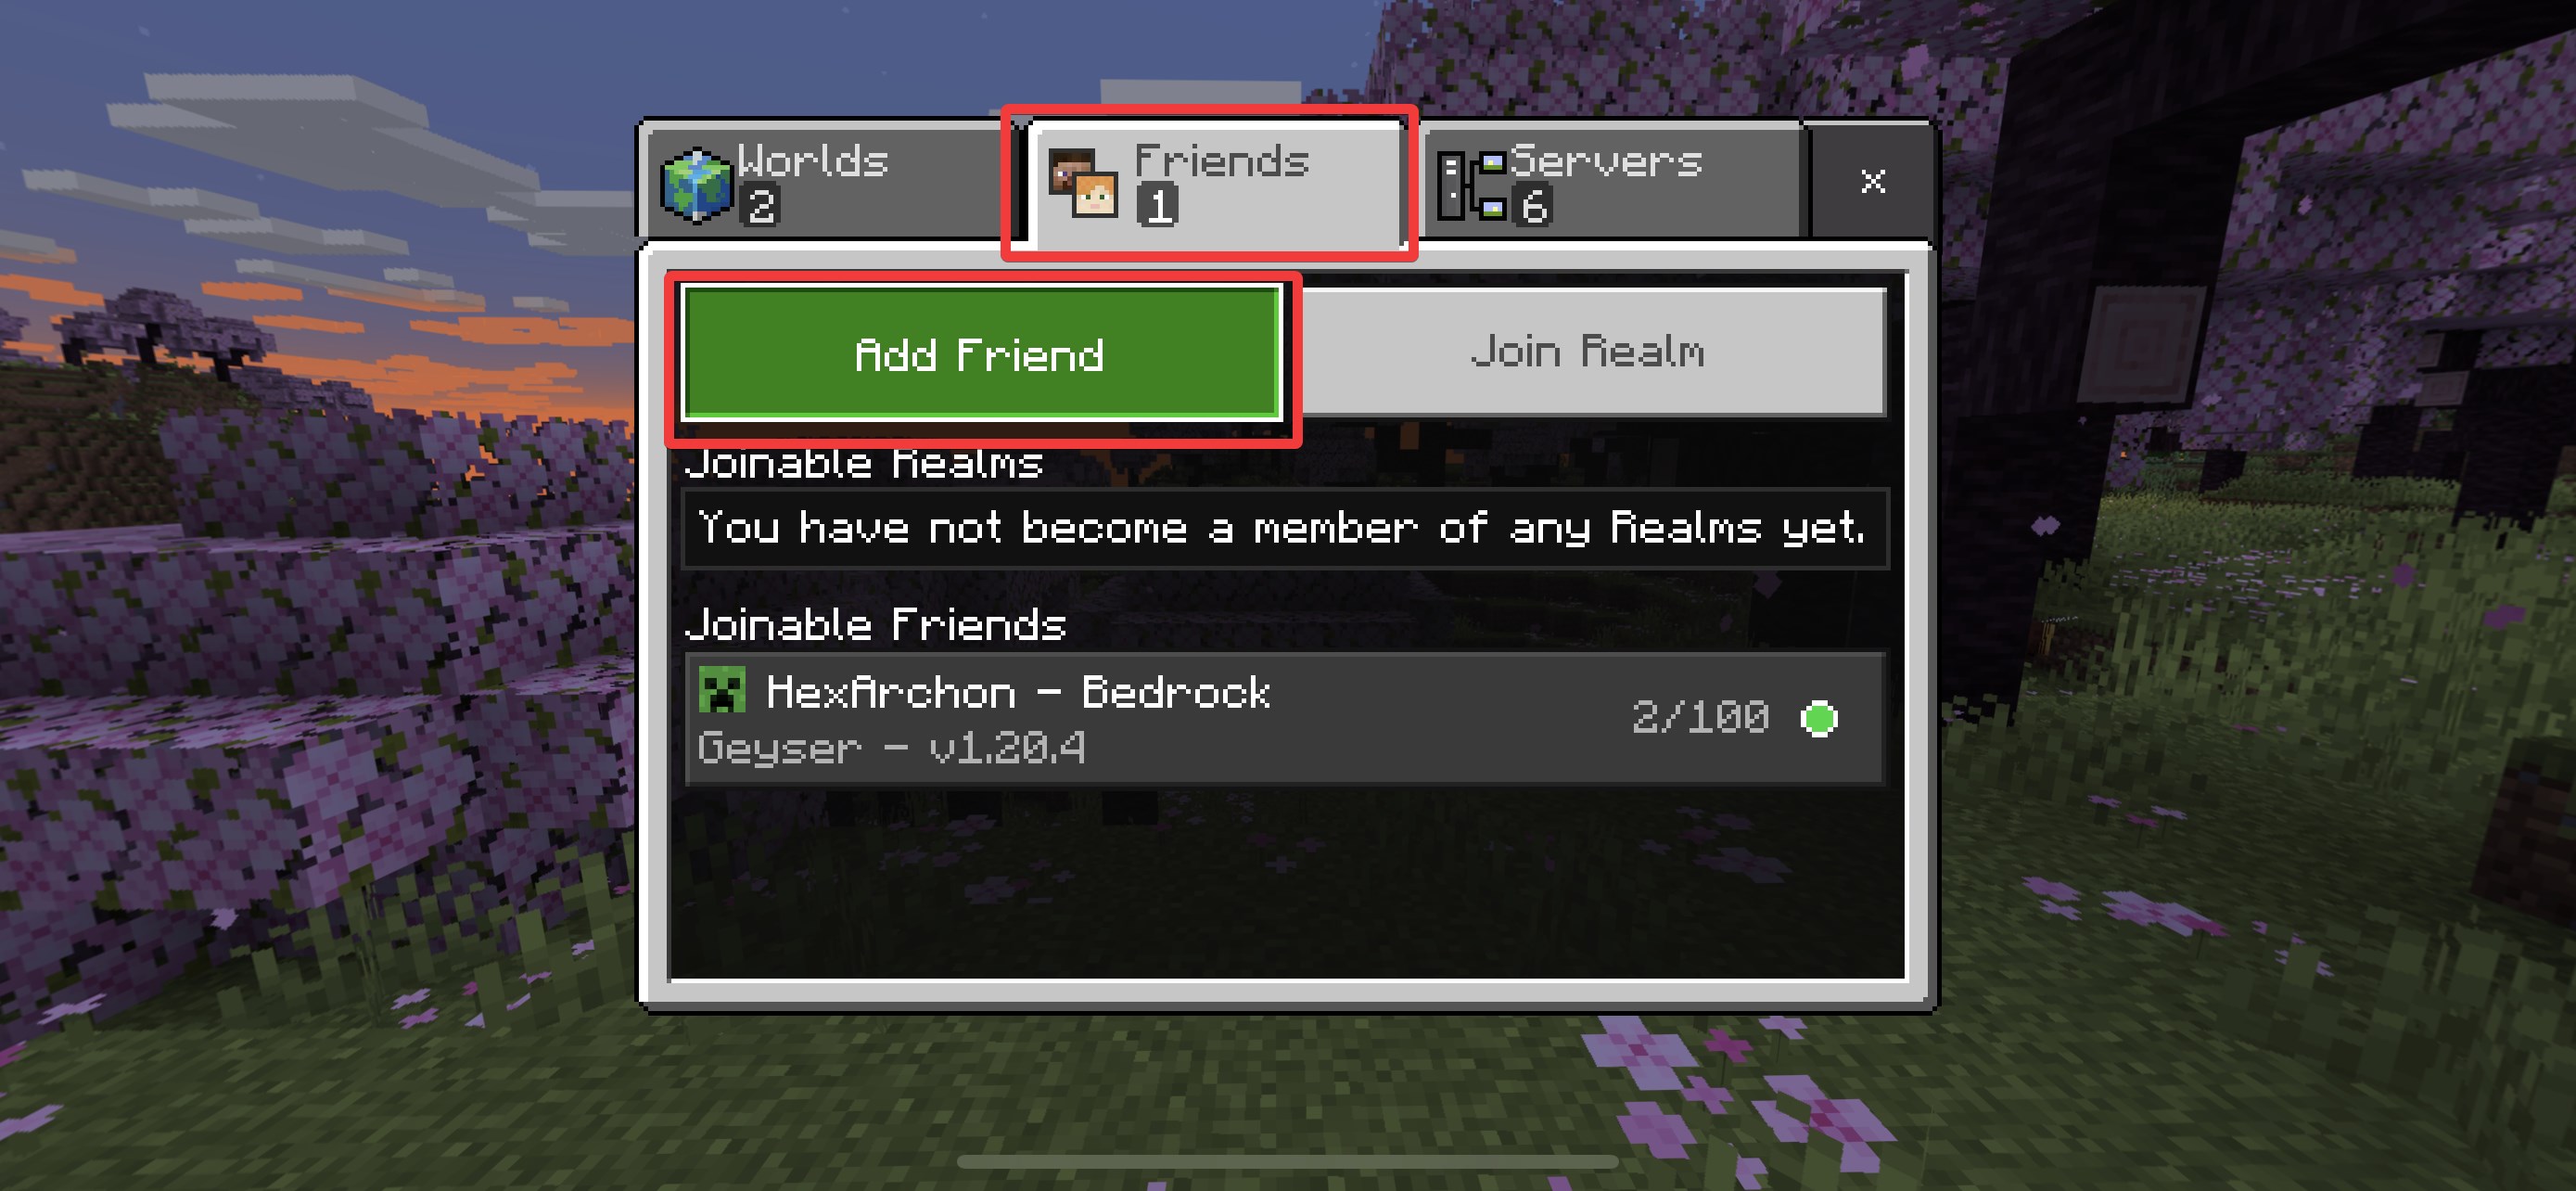 Worlds
2
Friends
1
Servers
6
Add Friend
Join Realm
Joinable Realms
You have not become a member of any Realms yet.
Joinable Friends
HexArchon - Bedrock
2/100
Geyser - v1.20.4